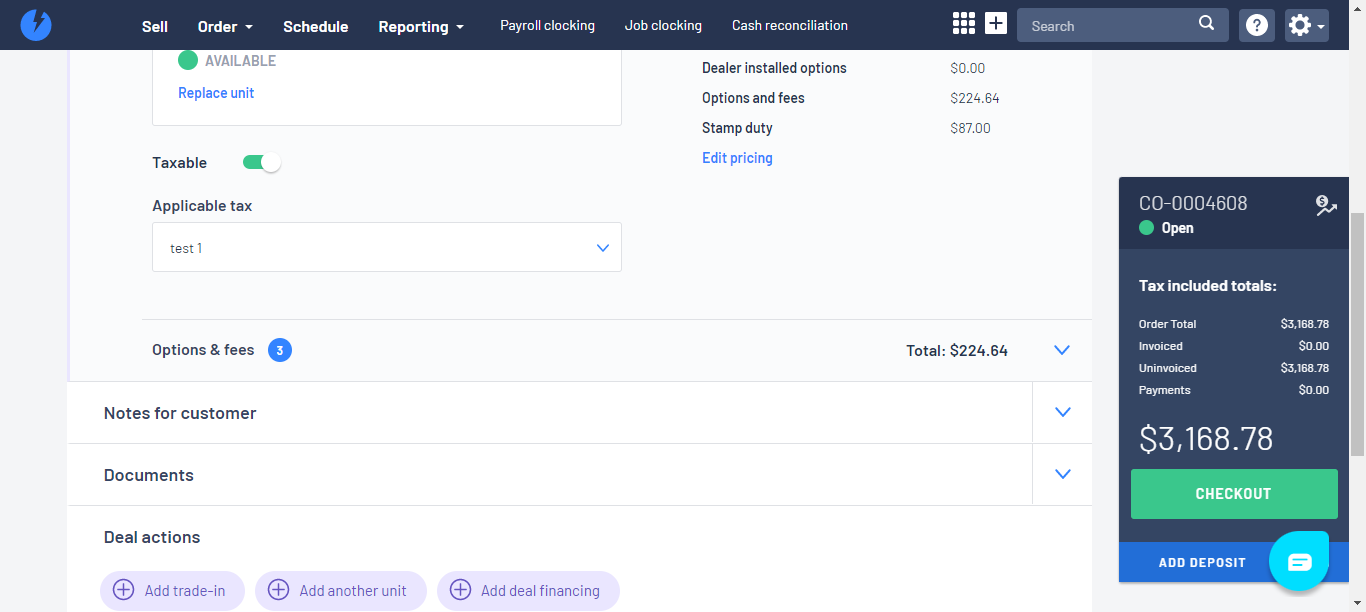 Sell
Order
Schedule
Reporting
Payroll clocking
Job clocking
Cash reconciliation
Search
?
AVAILABLE
Replace unit
Dealer installed options $0.00
Options and fees $224.64
Stamp duty $87.00
Edit pricing
Taxable
Applicable tax
test 1
Options & fees 3 Total: $224.64
Notes for customer
Documents
Deal actions
Add trade-in
Add another unit
Add deal financing
CO-0004608
Open
Tax included totals:
Order Total $3,168.78
Invoiced $0.00
Uninvoiced $3,168.78
Payments $0.00
$3,168.78
CHECKOUT
ADD DEPOSIT